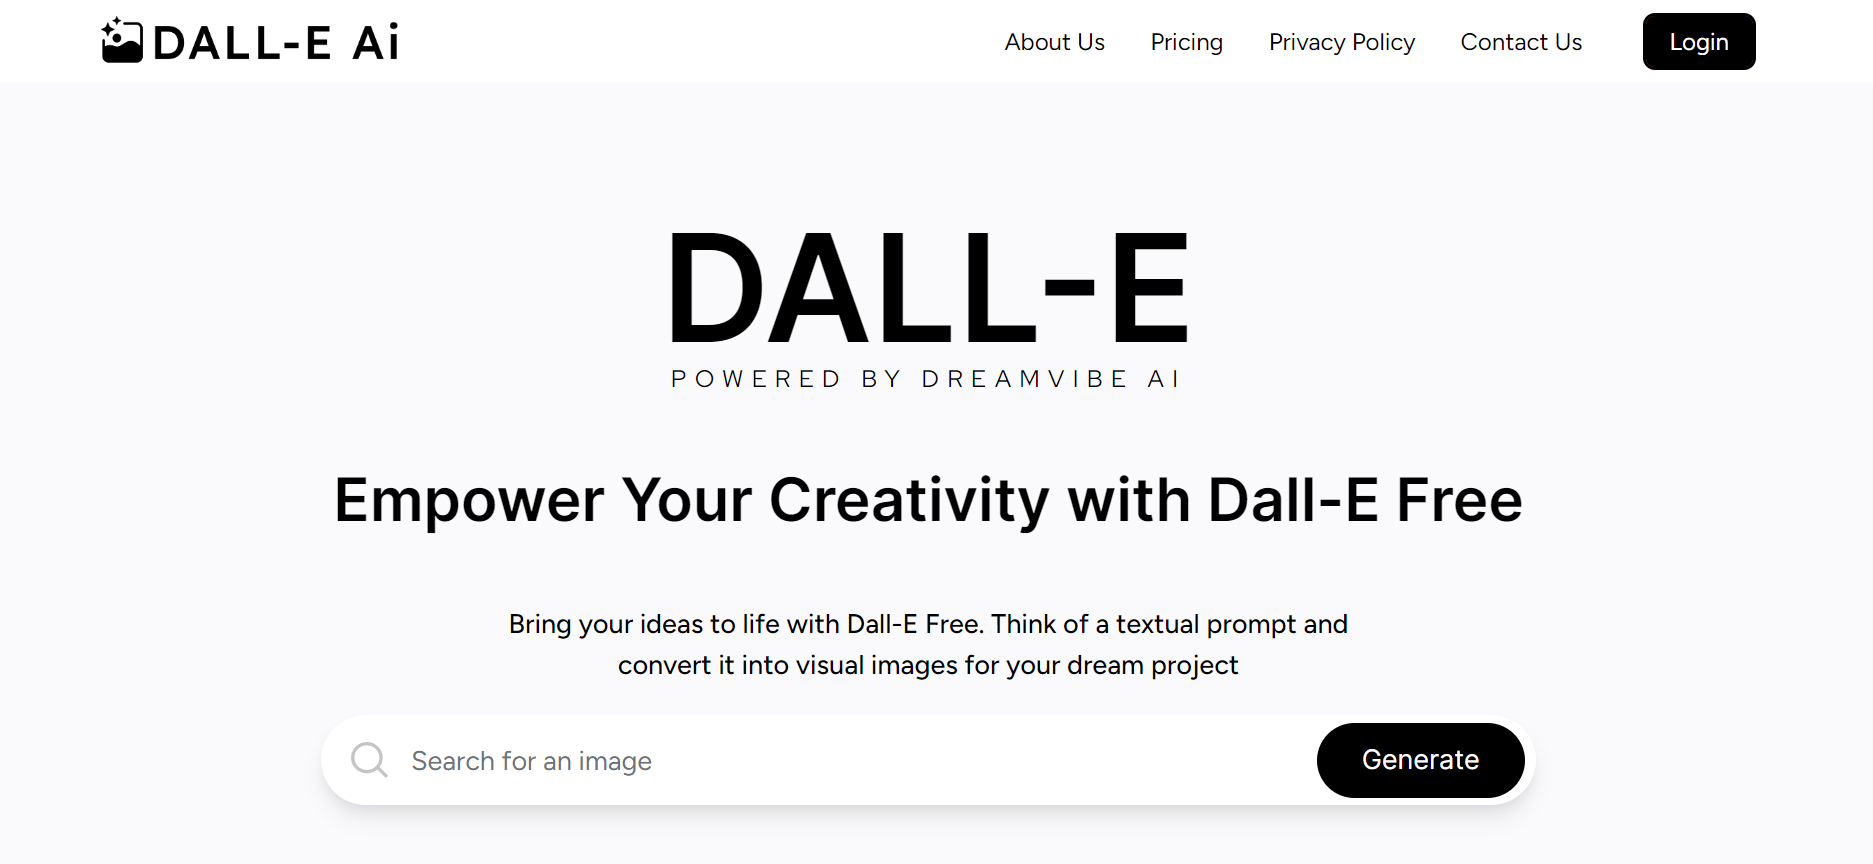 DALL-E Ai
About Us Pricing Privacy Policy Contact Us Login
DALL-E
POWERED BY DREAMVIBE AI
Empower Your Creativity with Dall-E Free
Bring your ideas to life with Dall-E Free. Think of a textual prompt and
convert it into visual images for your dream project
Search for an image Generate